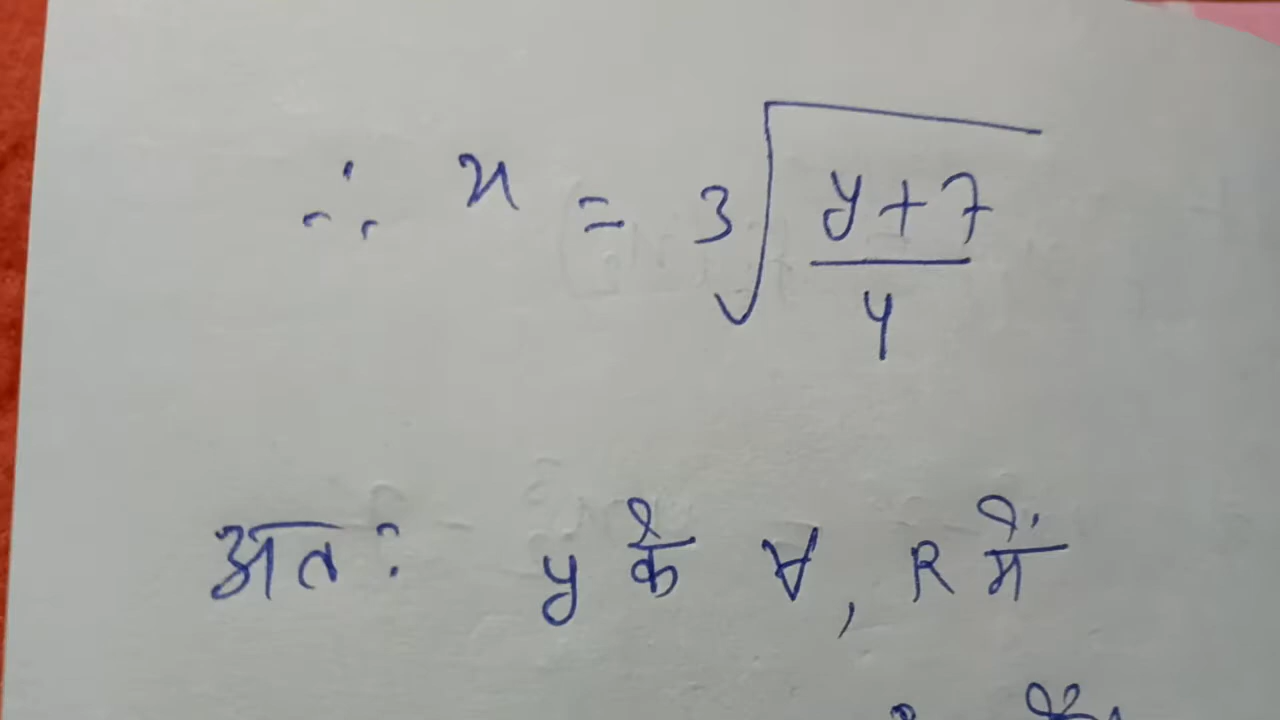 ∴ x = ∛((y+7)/4)
अतः y के ∀, R में